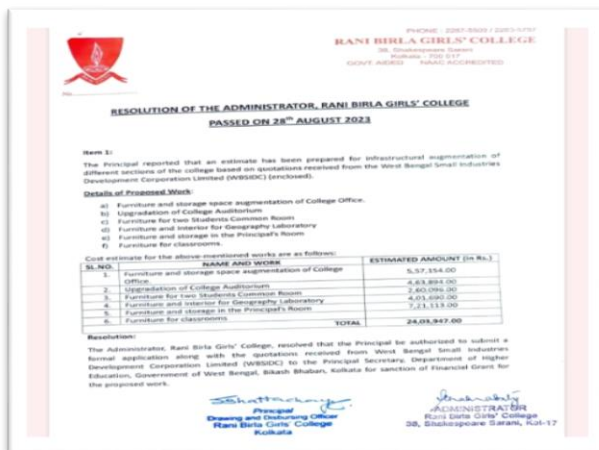 PHONE : 2287-5920 / 2283-5797
RANI BIRLA GIRLS' COLLEGE
38, Shakespeare Sarani
Kolkata - 700 017
GOVT. AIDED NAAC ACCREDITED
No.
RESOLUTION OF THE ADMINISTRATOR, RANI BIRLA GIRLS' COLLEGE
PASSED ON 28th AUGUST 2023
Item 1:
The Principal reported that an estimate has been prepared for infrastructural augmentation of
different sections of the college based on quotations received from the West Bengal Small Industries
Development Corporation Limited (WBSIDC) (enclosed).
Details of Proposed Work:
a) Furniture and storage space augmentation of College Office.
b) Upgradation of College Auditorium
c) Furniture for two Students Common Room
d) Furniture and Interior for Geography Laboratory
e) Furniture and storage in the Principal's Room
f) Furniture for classrooms.
Cost estimate for the above-mentioned works are as follows:
SL.NO. NAME AND WORK ESTIMATED AMOUNT (in Rs.)
1. Furniture and storage space augmentation of College
Office. 5,57,154.00
2. Upgradation of College Auditorium 4,63,894.00
3. Furniture for two Students Common Room 2,60,096.00
4. Furniture and Interior for Geography Laboratory 4,01,690.00
5. Furniture and storage in the Principal's Room 7,21,113.00
6. Furniture for classrooms
TOTAL 24,03,947.00
Resolution:
The Administrator, Rani Birla Girls' College, resolved that the Principal be authorized to submit a
formal application along with the quotations received from West Bengal Small Industries
Development Corporation Limited (WBSIDC) to the Principal Secretary, Department of Higher
Education, Government of West Bengal, Bikash Bhaban, Kolkata for sanction of Financial Grant for
the proposed work.
Principal
Drawing and Disbursing Officer
Rani Birla Girls' College
Kolkata
ADMINISTRATOR
Rani Birla Girls' College
38, Shakespeare Sarani, Kol-17